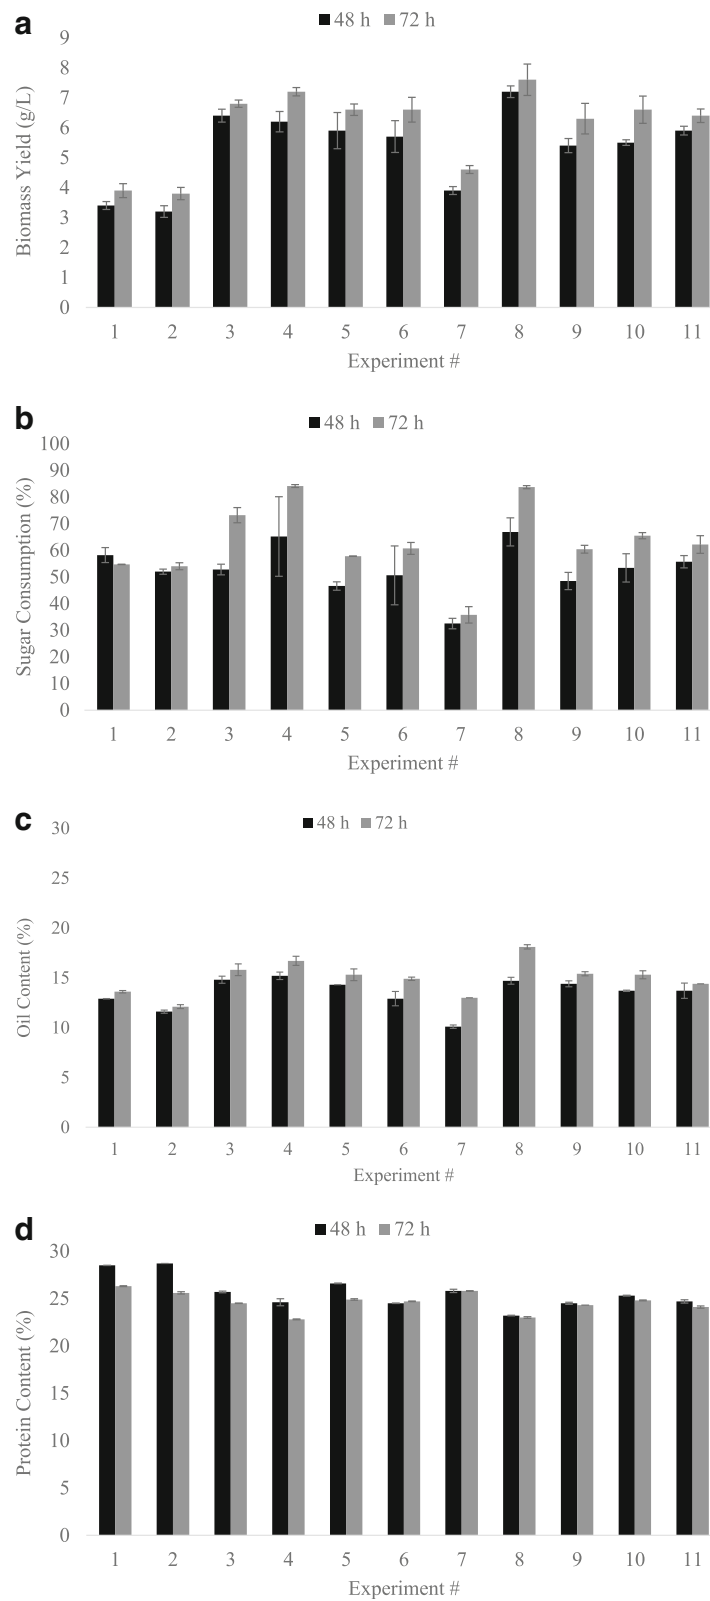 a
48 h 72 h
9
8
7
6
5
4
3
2
1
0
Biomass Yield (g/L)
1 2 3 4 5 6 7 8 9 10 11
Experiment #
b
48 h 72 h
100
90
80
70
60
50
40
30
20
10
0
Sugar Consumption (%)
1 2 3 4 5 6 7 8 9 10 11
Experiment #
c
48 h 72 h
30
25
20
15
10
5
0
Oil Content (%)
1 2 3 4 5 6 7 8 9 10 11
Experiment #
d
48 h 72 h
30
25
20
15
10
5
0
Protein Content (%)
1 2 3 4 5 6 7 8 9 10 11
Experiment #